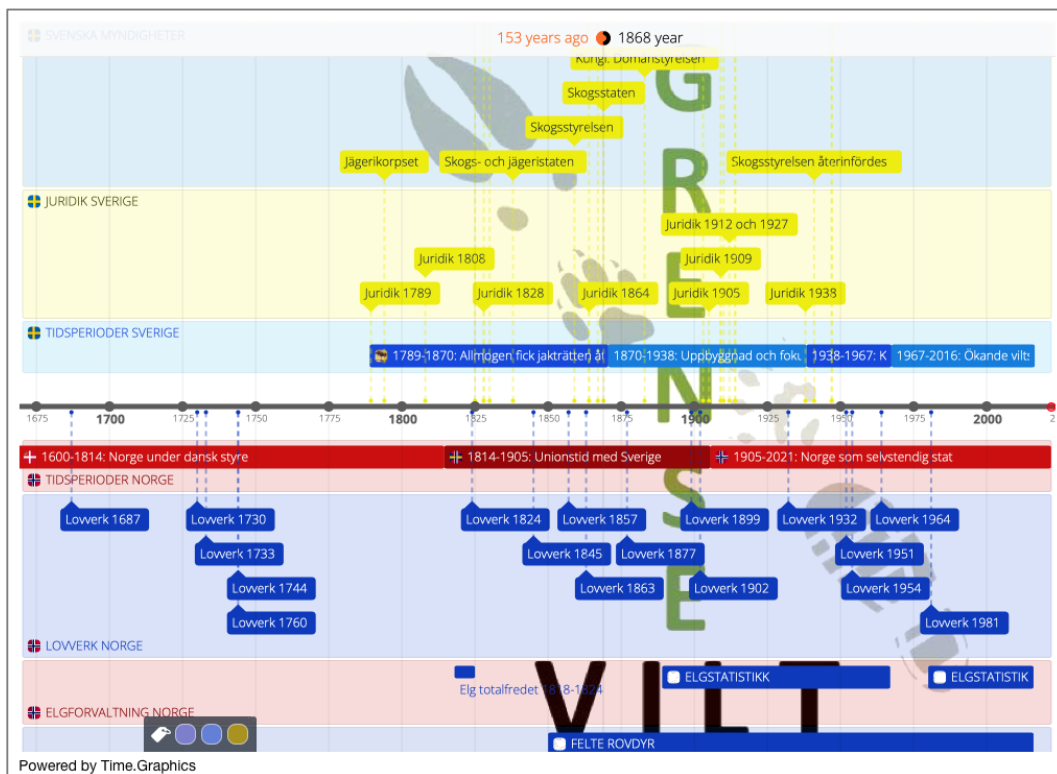 SVENSKA MYNDIGHETER
153 years ago 1868 year
Kungl. Domänstyrelsen
Skogsstaten
Skogsstyrelsen
Jägerikorpset
Skogs- och jägeristaten
Skogsstyrelsen återinfördes
JURIDIK SVERIGE
Juridik 1912 och 1927
Juridik 1808
Juridik 1909
Juridik 1789
Juridik 1828
Juridik 1864
Juridik 1905
Juridik 1938
TIDSPERIODER SVERIGE
1789-1870: Allmogen fick jakträtten å
1870-1938: Uppbyggnad och foku
1938-1967: K
1967-2016: Ökande vilts
1675 1700 1725 1750 1775 1800 1825 1850 1875 1900 1925 1950 1975 2000 2
1600-1814: Norge under dansk styre
1814-1905: Unionstid med Sverige
1905-2021: Norge som selvstendig stat
TIDSPERIODER NORGE
Lovverk 1687
Lovverk 1730
Lovverk 1824
Lovverk 1857
Lovverk 1899
Lovverk 1932
Lovverk 1964
Lovverk 1733
Lovverk 1845
Lovverk 1877
Lovverk 1951
Lovverk 1744
Lovverk 1863
Lovverk 1902
Lovverk 1954
Lovverk 1760
Lovverk 1981
LOVVERK NORGE
Elg totalfredet 1818-1824
ELGSTATISTIKK
ELGSTATISTIK
ELGFORVALTNING NORGE
FELTE ROVDYR
GRENSE
VILT
Powered by Time.Graphics